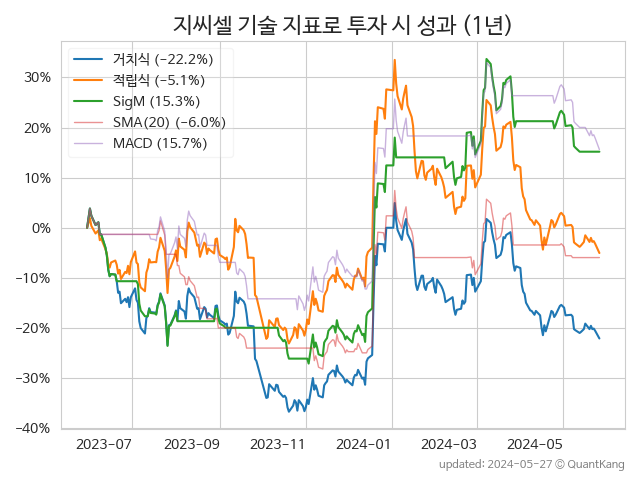 지씨셀 기술 지표로 투자 시 성과 (1년)
거치식 (−22.2%)
적립식 (−5.1%)
SigM (15.3%)
SMA(20) (−6.0%)
MACD (15.7%)
30%
20%
10%
0%
−10%
−20%
−30%
−40%
2023−07 2023−09 2023−11 2024−01 2024−03 2024−05
updated: 2024−05−27 © QuantKang